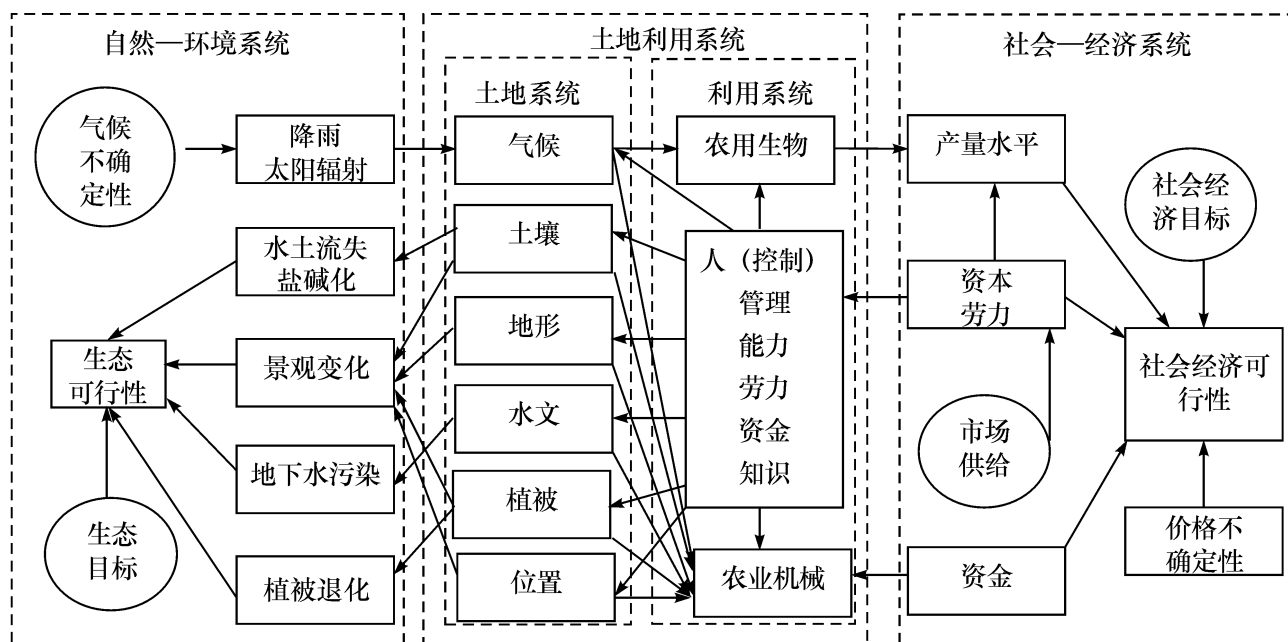 自然—环境系统
气候
不确
定性
降雨
太阳辐射
水土流失
盐碱化
生态
可行性
景观变化
地下水污染
生态
目标
植被退化
土地利用系统
土地系统
气候
土壤
地形
水文
植被
位置
利用系统
农用生物
人（控制）
管理
能力
劳力
资金
知识
农业机械
社会—经济系统
产量水平
社会经
济目标
资本
劳力
社会经济可
行性
市场
供给
价格不
确定性
资金